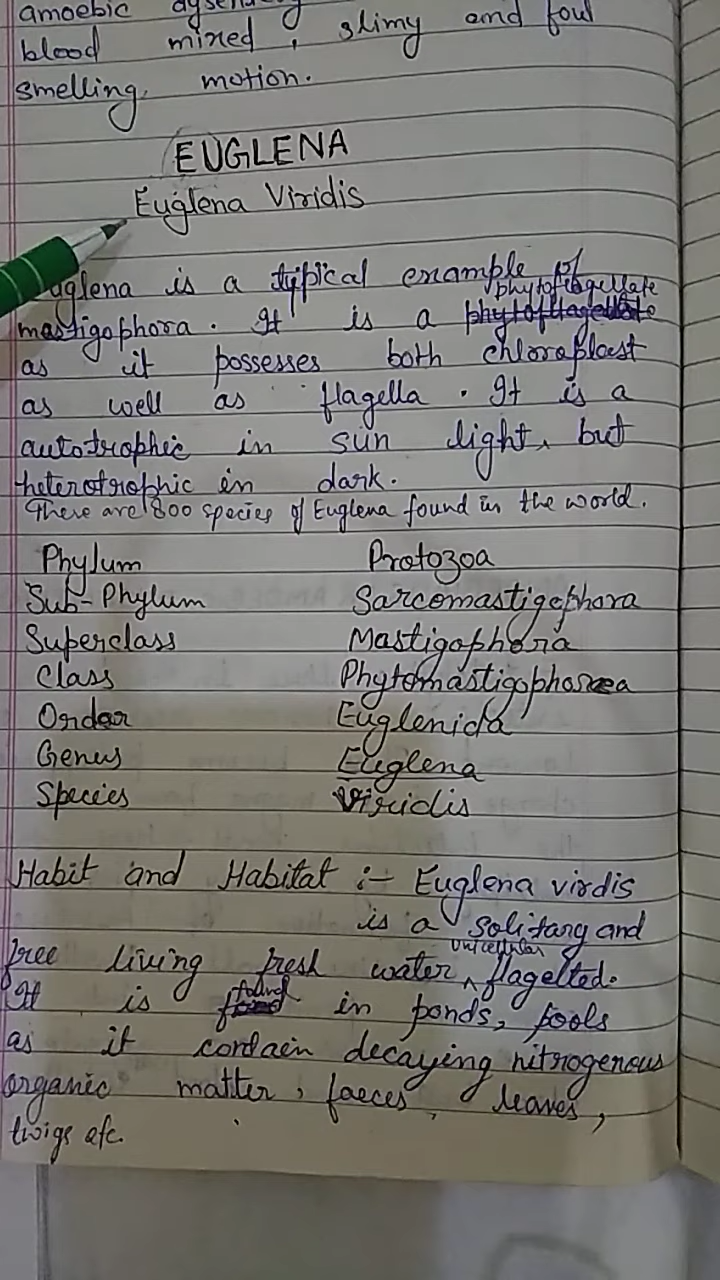 amoebic dysentery
blood mixed, slimy and foul
smelling, motion.
EUGLENA
Euglena Viridis
Euglena is a typical example of
phytoflagellate
mastigophora. It is a
as it possesses both chloraplast
as well as flagella. It is a
autotrophic in sun light, but
heterotrophic in dark.
There are 800 species of Euglena found in the world.
Phylum Protozoa
Sub-Phylum Sarcomastigophora
Superclass Mastigophora
Class Phytomastigophorea
Order Euglenida
Genus Euglena
Species Viridis
Habit and Habitat :- Euglena virdis
is a solitary and
unicellular
free living fresh water flagelted.
found
It is in ponds, pools
as it contain decaying nitrogenous
organic matter, faeces, leaves,
twigs etc.